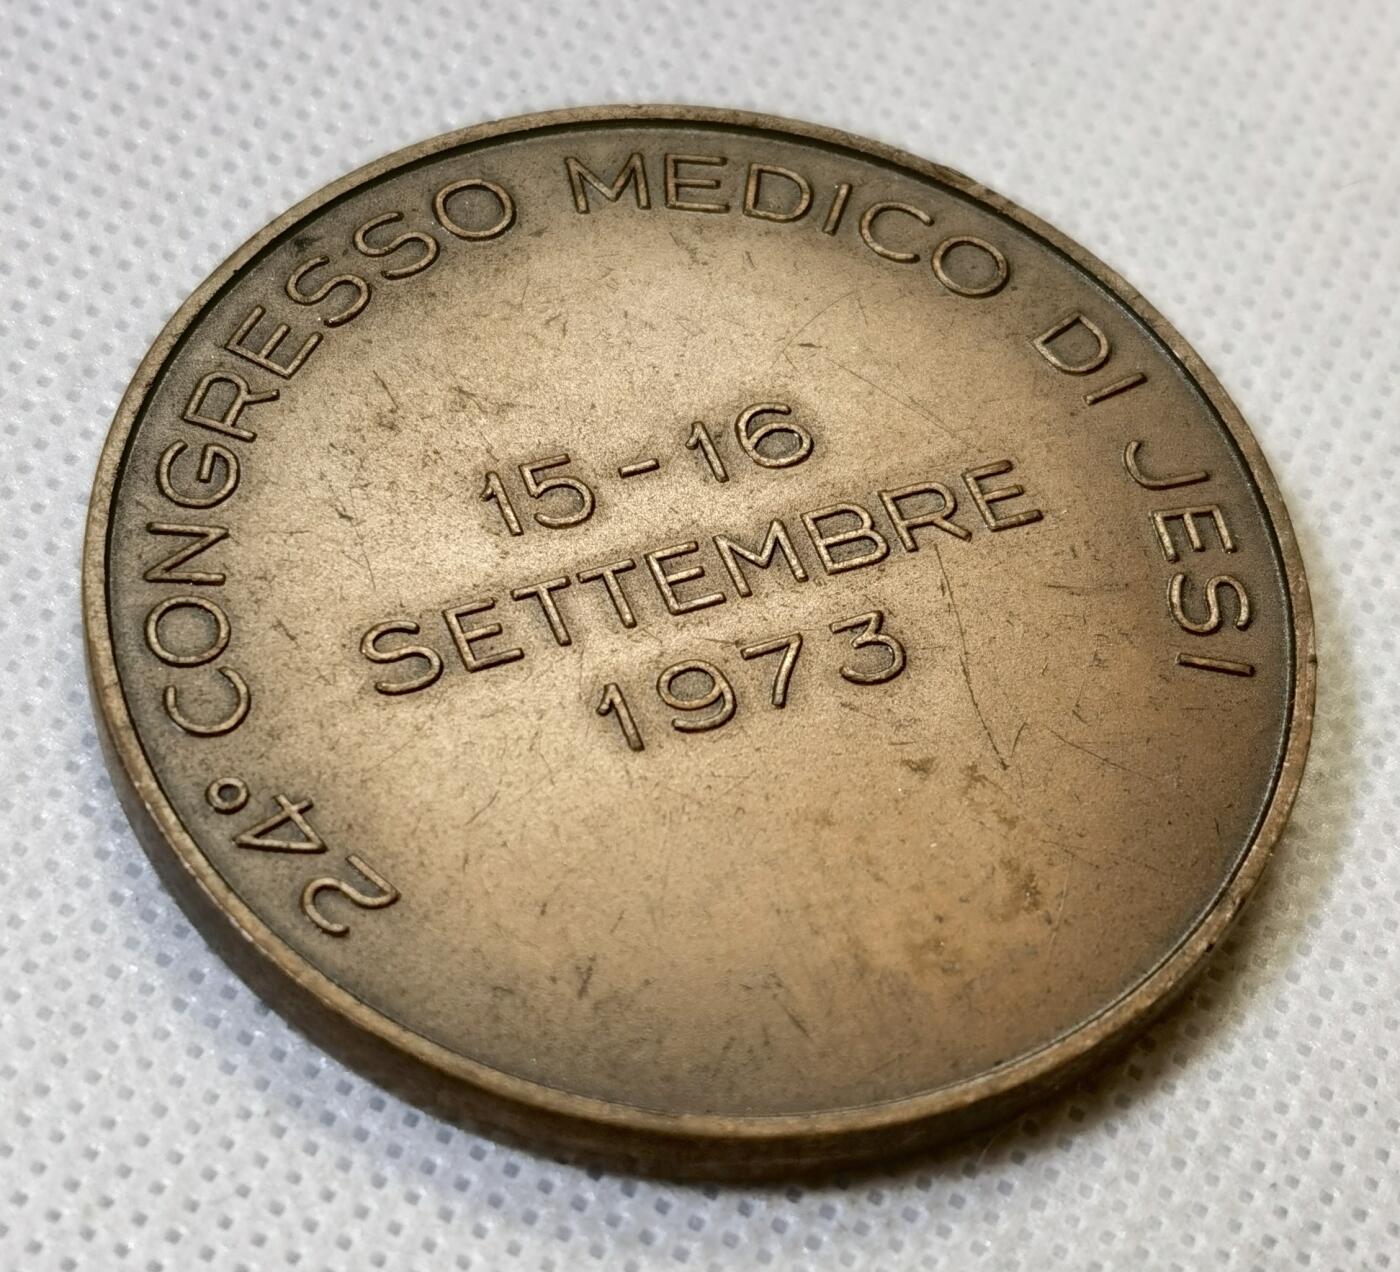 24° CONGRESSO MEDICO DI JESI
15-16
SETTEMBRE
1973